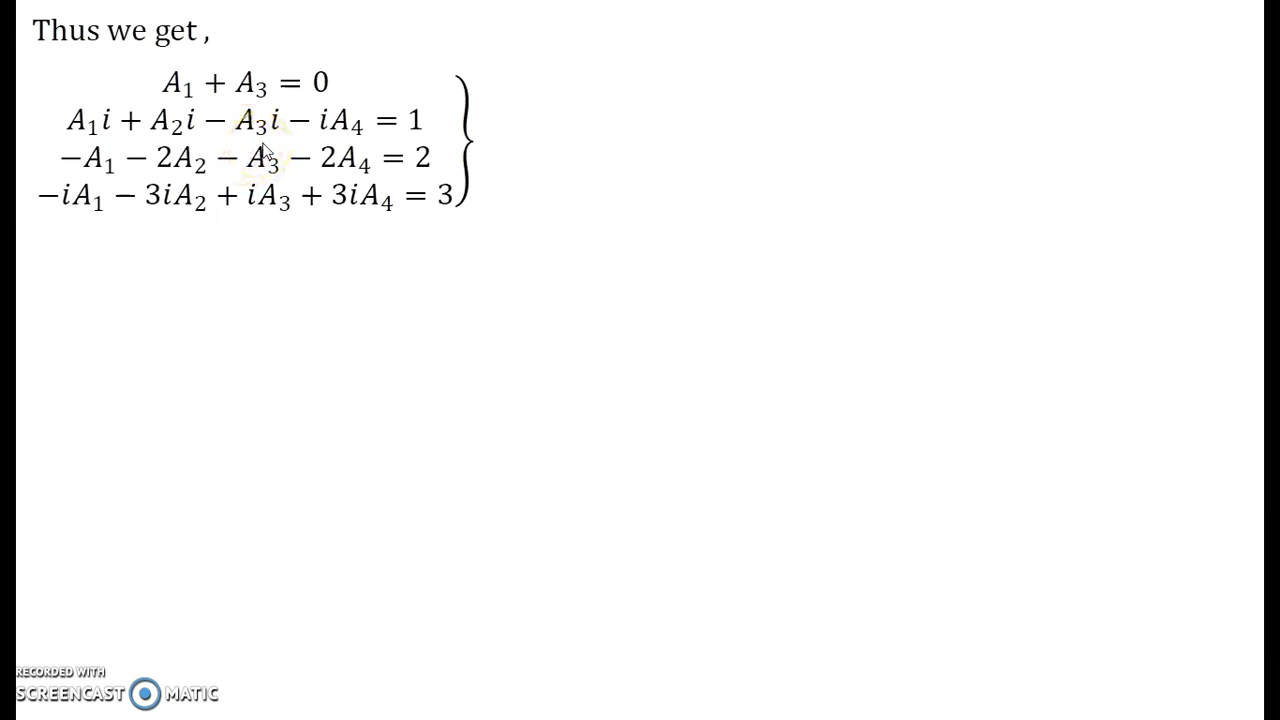 Thus we get ,
A₁ + A₃ = 0
A₁i + A₂i − A₃i − iA₄ = 1
−A₁ − 2A₂ − A₃ − 2A₄ = 2
−iA₁ − 3iA₂ + iA₃ + 3iA₄ = 3
RECORDED WITH
SCREENCAST MATIC